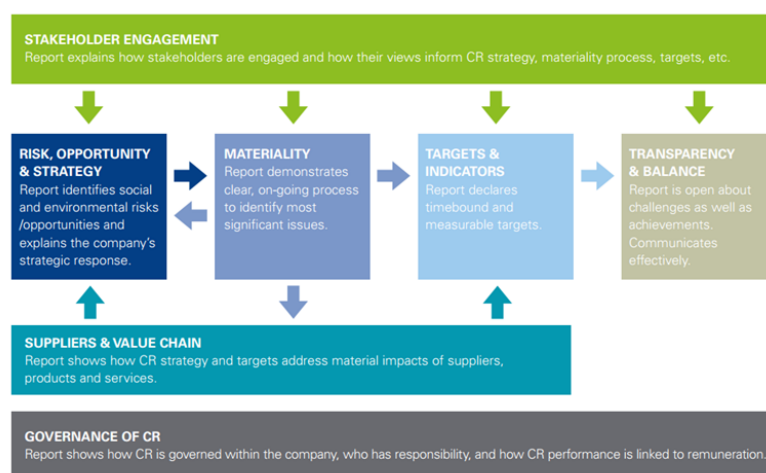 STAKEHOLDER ENGAGEMENT
Report explains how stakeholders are engaged and how their views inform CR strategy, materiality process, targets, etc.
RISK, OPPORTUNITY
& STRATEGY
Report identifies social
and environmental risks
/opportunities and
explains the company's
strategic response.
MATERIALITY
Report demonstrates
clear, on-going process
to identify most
significant issues.
TARGETS &
INDICATORS
Report declares
timebound and
measurable targets.
TRANSPARENCY
& BALANCE
Report is open about
challenges as well as
achievements.
Communicates
effectively.
SUPPLIERS & VALUE CHAIN
Report shows how CR strategy and targets address material impacts of suppliers,
products and services.
GOVERNANCE OF CR
Report shows how CR is governed within the company, who has responsibility, and how CR performance is linked to remuneration.